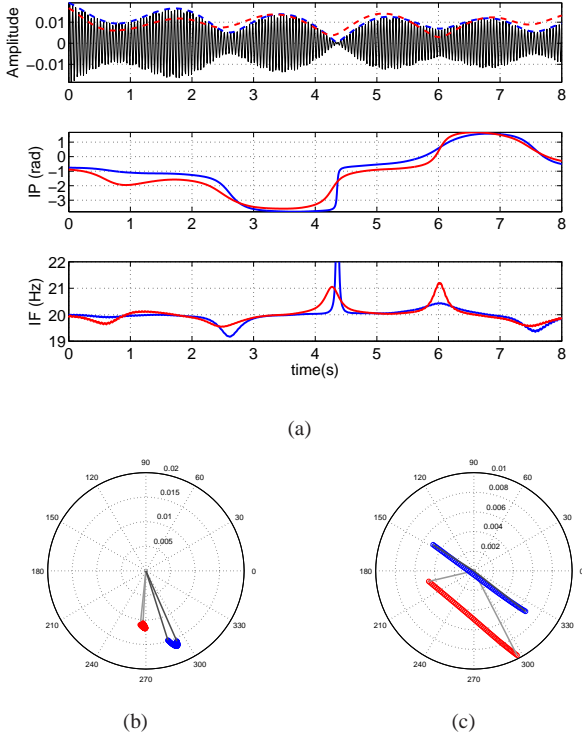 Amplitude
0.01
0
−0.01
0 1 2 3 4 5 6 7 8
IP (rad)
1
0
−1
−2
−3
0 1 2 3 4 5 6 7 8
IF (Hz)
22
21
20
19
0 1 2 3 4 5 6 7 8
time(s)
(a)
90 0.02
120 60
0.015
150 0.01 30
0.005
180 0
210 330
240 300
270
(b)
90 0.01
120 60
0.008
0.006
150 30
0.004
0.002
180 0
210 330
240 300
270
(c)